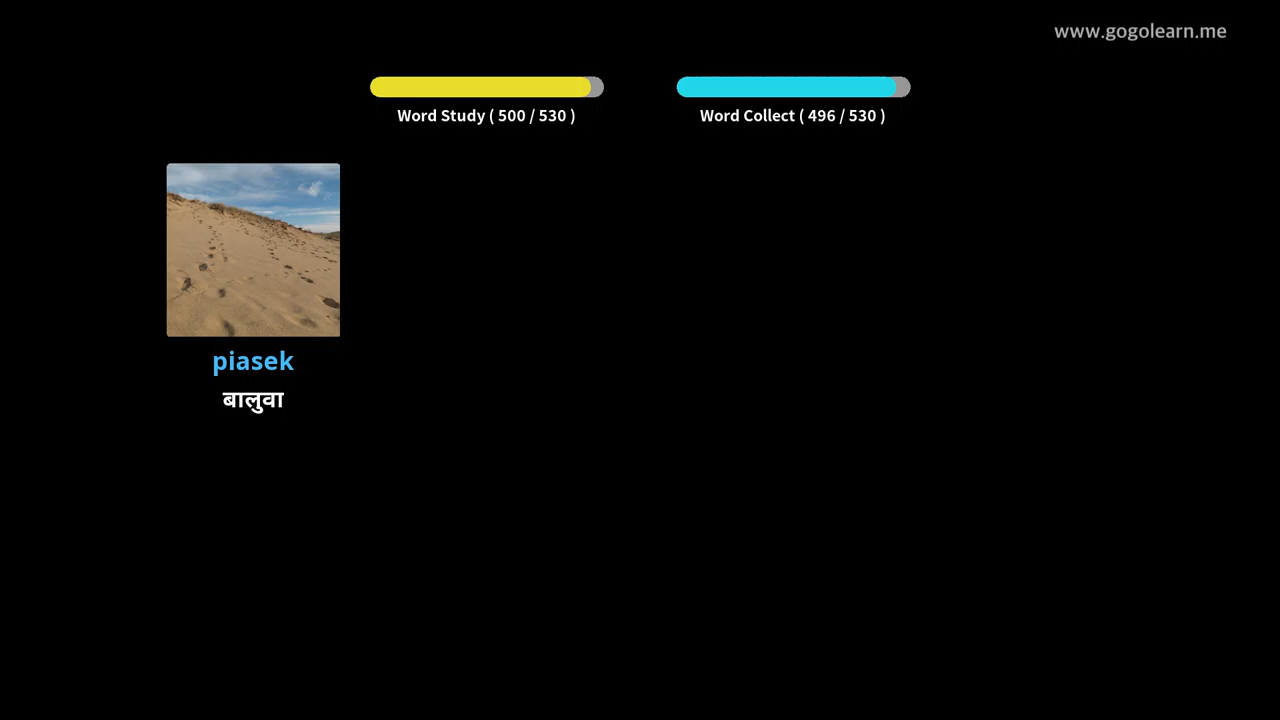 www.gogolearn.me
Word Study ( 500 / 530 )
Word Collect ( 496 / 530 )
piasek
बालुवा